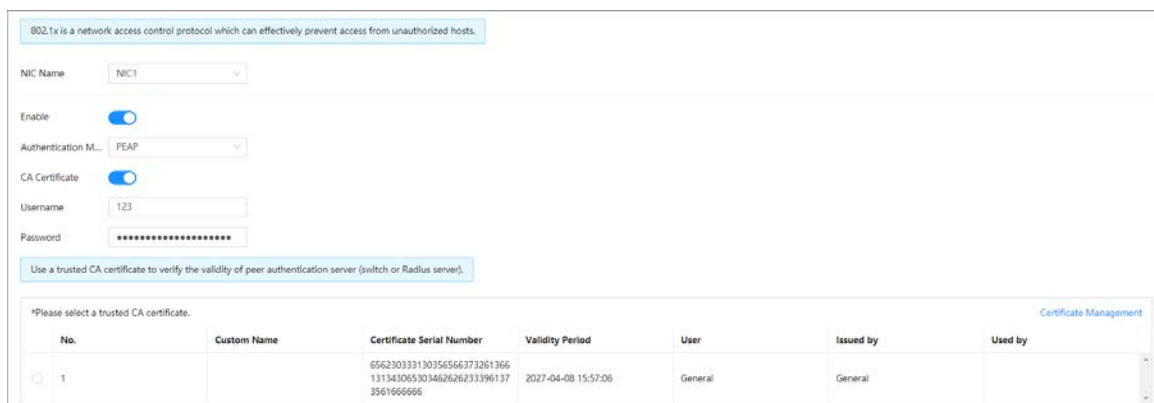 802.1x is a network access control protocol which can effectively prevent access from unauthorized hosts.
NIC Name NIC1
Enable
Authentication M... PEAP
CA Certificate
Username 123
Password ••••••••••••••••••••
Use a trusted CA certificate to verify the validity of peer authentication server (switch or Radius server).
*Please select a trusted CA certificate. Certificate Management
No. Custom Name Certificate Serial Number Validity Period User Issued by Used by
1 2027-04-08 15:57:06 General General
3561666666